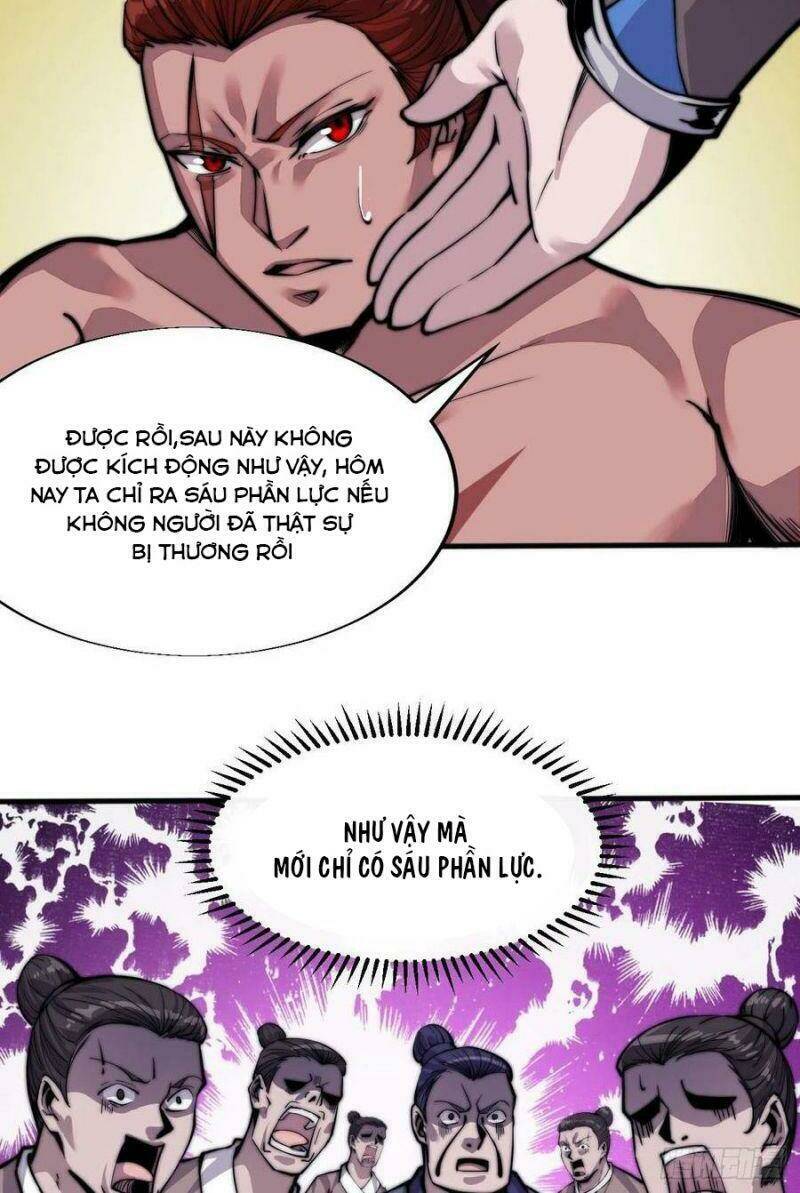 ĐƯỢC RỒI,SAU NÀY KHÔNG
ĐƯỢC KÍCH ĐỘNG NHƯ VẬY, HÔM
NAY TA CHỈ RA SÁU PHẦN LỰC NẾU
KHÔNG NGƯỜI ĐÃ THẬT SỰ
BỊ THƯƠNG RỒI
NHƯ VẬY MÀ
MỚI CHỈ CÓ SÁU PHẦN LỰC.